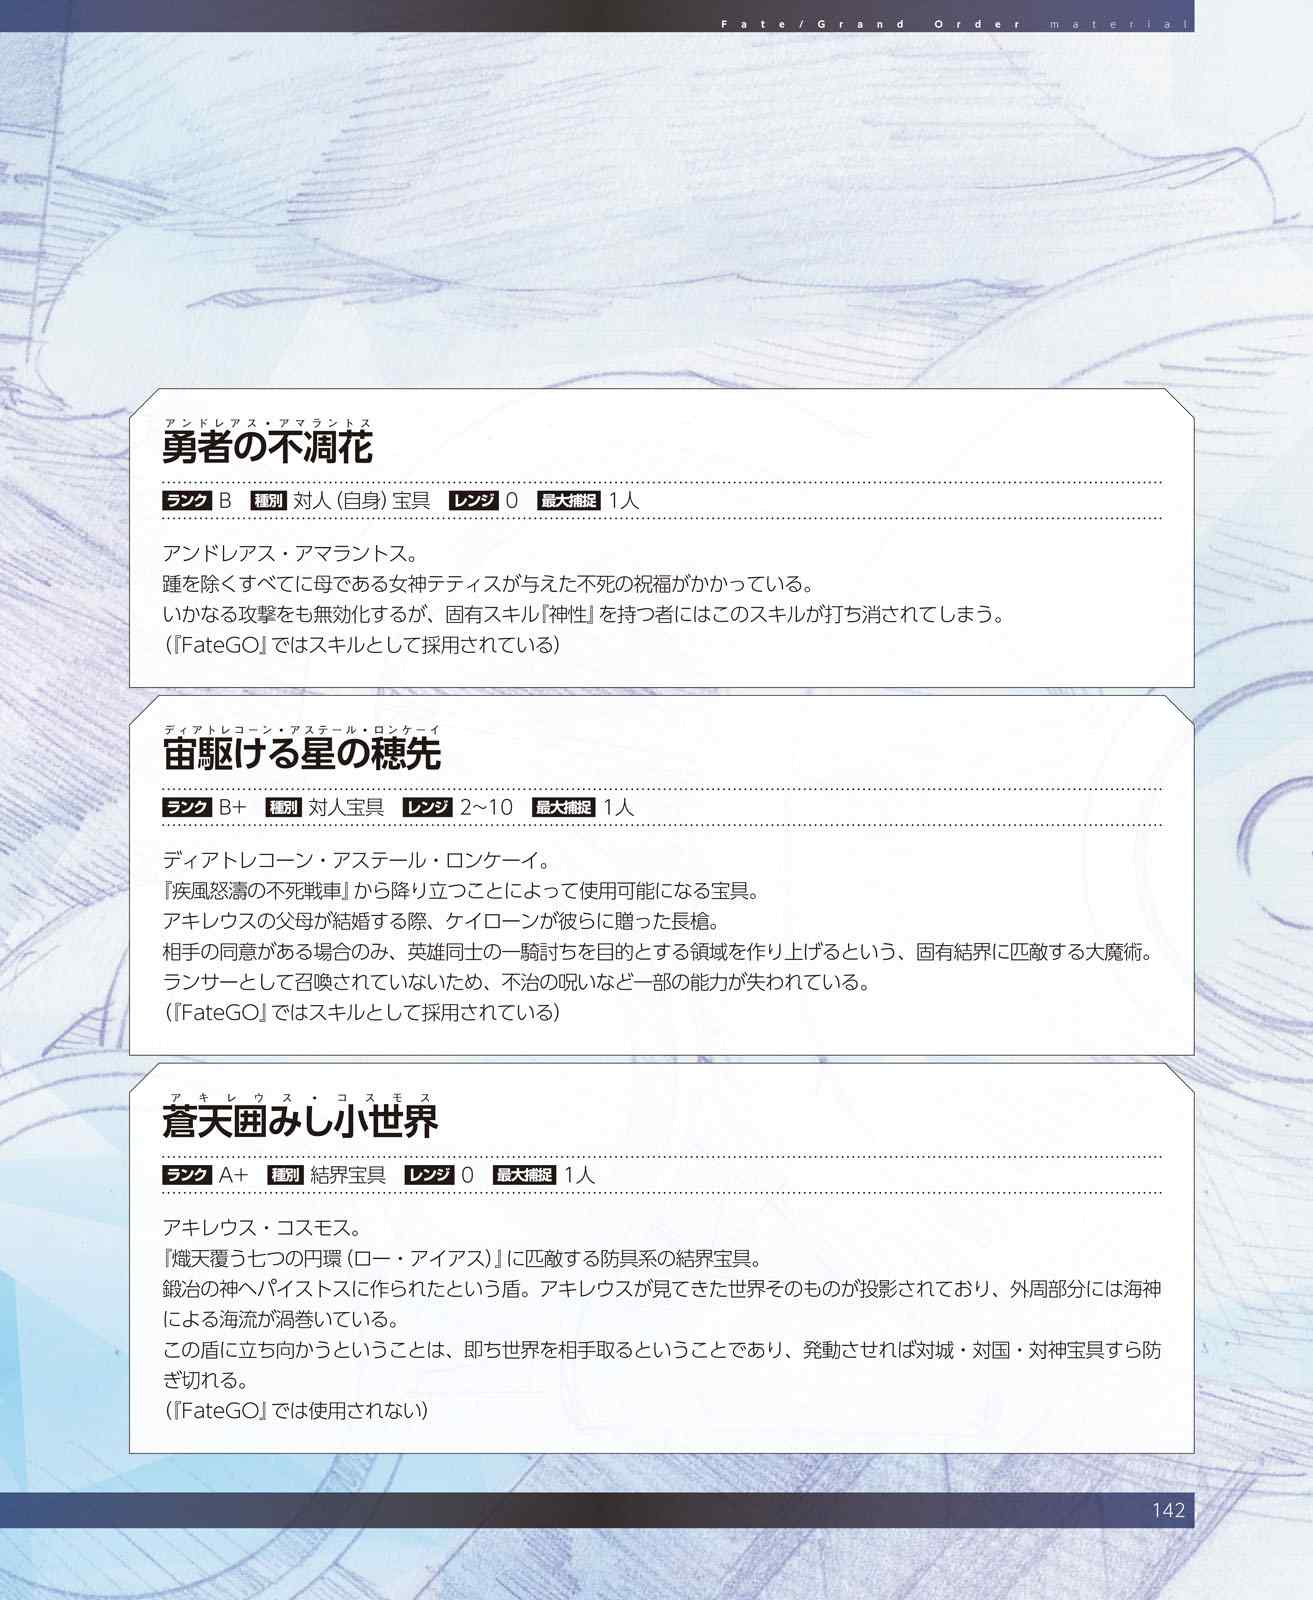 Fate/Grand Order material
アンドレアス・アマラントス
勇者の不凋花
ランク B 種別 対人(自身)宝具 レンジ 0 最大捕捉 1人
アンドレアス・アマラントス。
踵を除くすべてに母である女神テティスが与えた不死の祝福がかかっている。
いかなる攻撃をも無効化するが、固有スキル『神性』を持つ者にはこのスキルが打ち消されてしまう。
(『FateGO』ではスキルとして採用されている)
ディアトレコーン・アステール・ロンケーイ
宙駆ける星の穂先
ランク B+ 種別 対人宝具 レンジ 2~10 最大捕捉 1人
ディアトレコーン・アステール・ロンケーイ。
『疾風怒濤の不死戦車』から降り立つことによって使用可能になる宝具。
アキレウスの父母が結婚する際、ケイローンが彼らに贈った長槍。
相手の同意がある場合のみ、英雄同士の一騎討ちを目的とする領域を作り上げるという、固有結界に匹敵する大魔術。
ランサーとして召喚されていないため、不治の呪いなど一部の能力が失われている。
(『FateGO』ではスキルとして採用されている)
アキレウス・コスモス
蒼天囲みし小世界
ランク A+ 種別 結界宝具 レンジ 0 最大捕捉 1人
アキレウス・コスモス。
『熾天覆う七つの円環(ロー・アイアス)』に匹敵する防具系の結界宝具。
鍛冶の神ヘパイストスに作られたという盾。アキレウスが見てきた世界そのものが投影されており、外周部分には海神
による海流が渦巻いている。
この盾に立ち向かうということは、即ち世界を相手取るということであり、発動させれば対城・対国・対神宝具すら防
ぎ切れる。
(『FateGO』では使用されない)
142